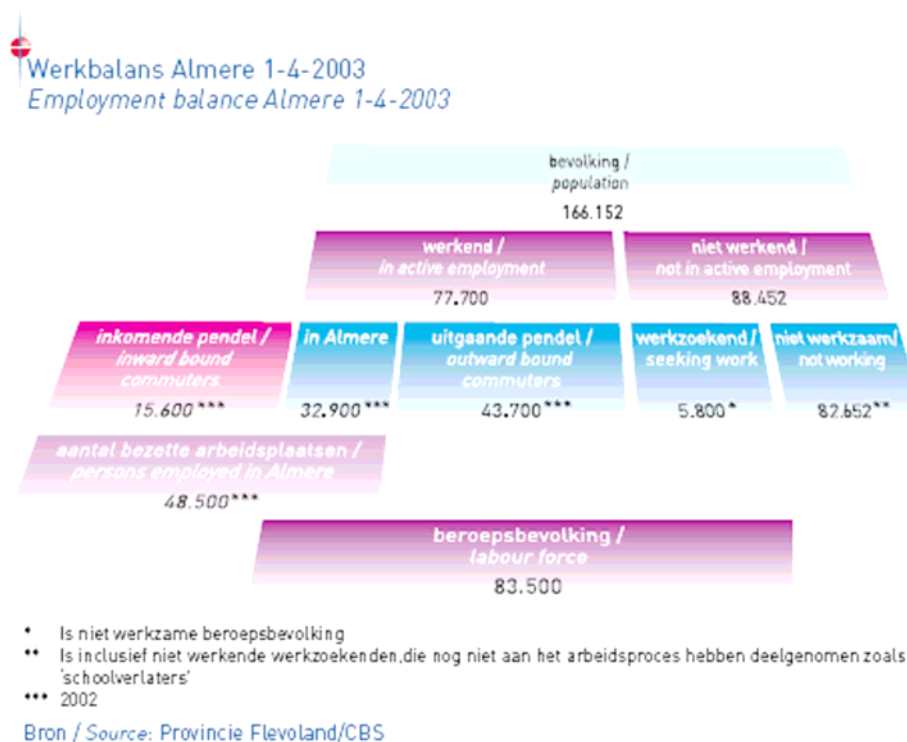 Werkbalans Almere 1-4-2003
Employment balance Almere 1-4-2003
bevolking /
population
166.152
werkend /
in active employment
77.700
niet werkend /
not in active employment
88.452
inkomende pendel /
inward bound
commuters
15.600***
in Almere
32.900***
uitgaande pendel /
outward bound
commuters
43.700***
werkzoekend /
seeking work
5.800*
niet werkzaam/
not working
82.652**
aantal bezette arbeidsplaatsen /
persons employed in Almere
48.500***
beroepsbevolking /
labour force
83.500
* Is niet werkzame beroepsbevolking
** Is inclusief niet werkende werkzoekenden,die nog niet aan het arbeidsproces hebben deelgenomen zoals
'schoolverlaters'
*** 2002
Bron / Source: Provincie Flevoland/CBS